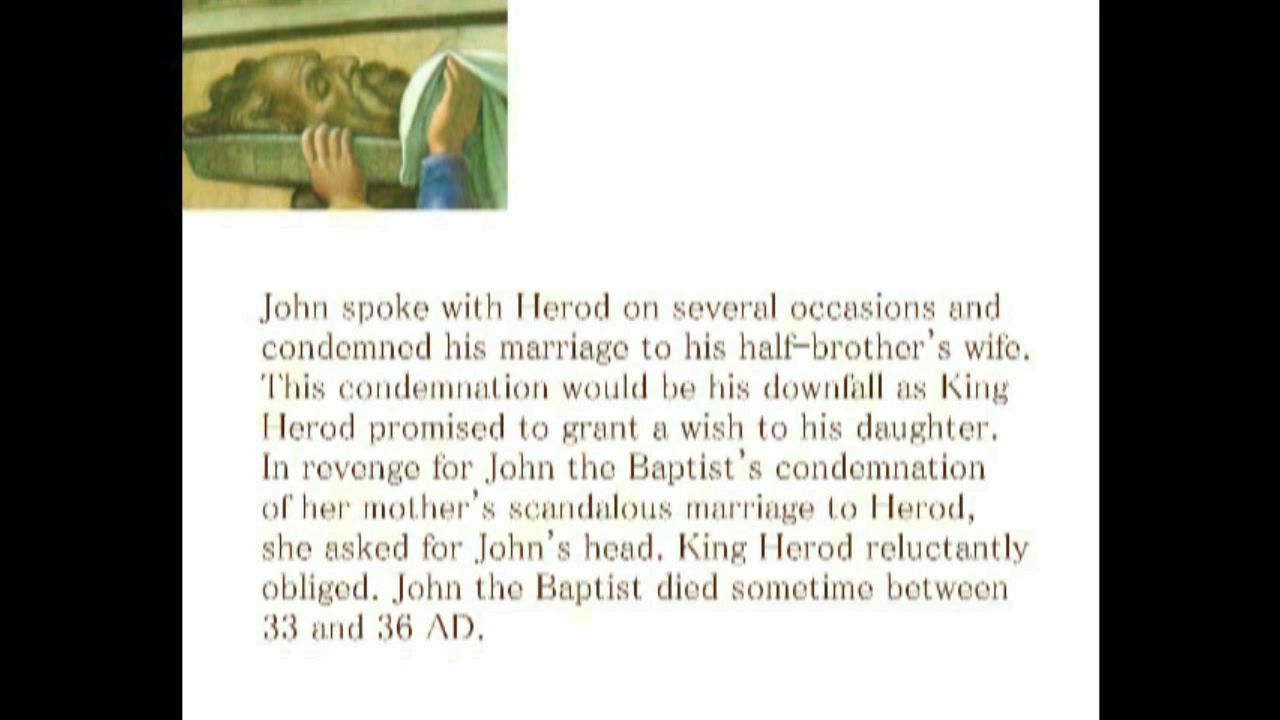 John spoke with Herod on several occasions and
condemned his marriage to his half-brother's wife.
This condemnation would be his downfall as King
Herod promised to grant a wish to his daughter.
In revenge for John the Baptist's condemnation
of her mother's scandalous marriage to Herod,
she asked for John's head. King Herod reluctantly
obliged. John the Baptist died sometime between
33 and 36 AD.